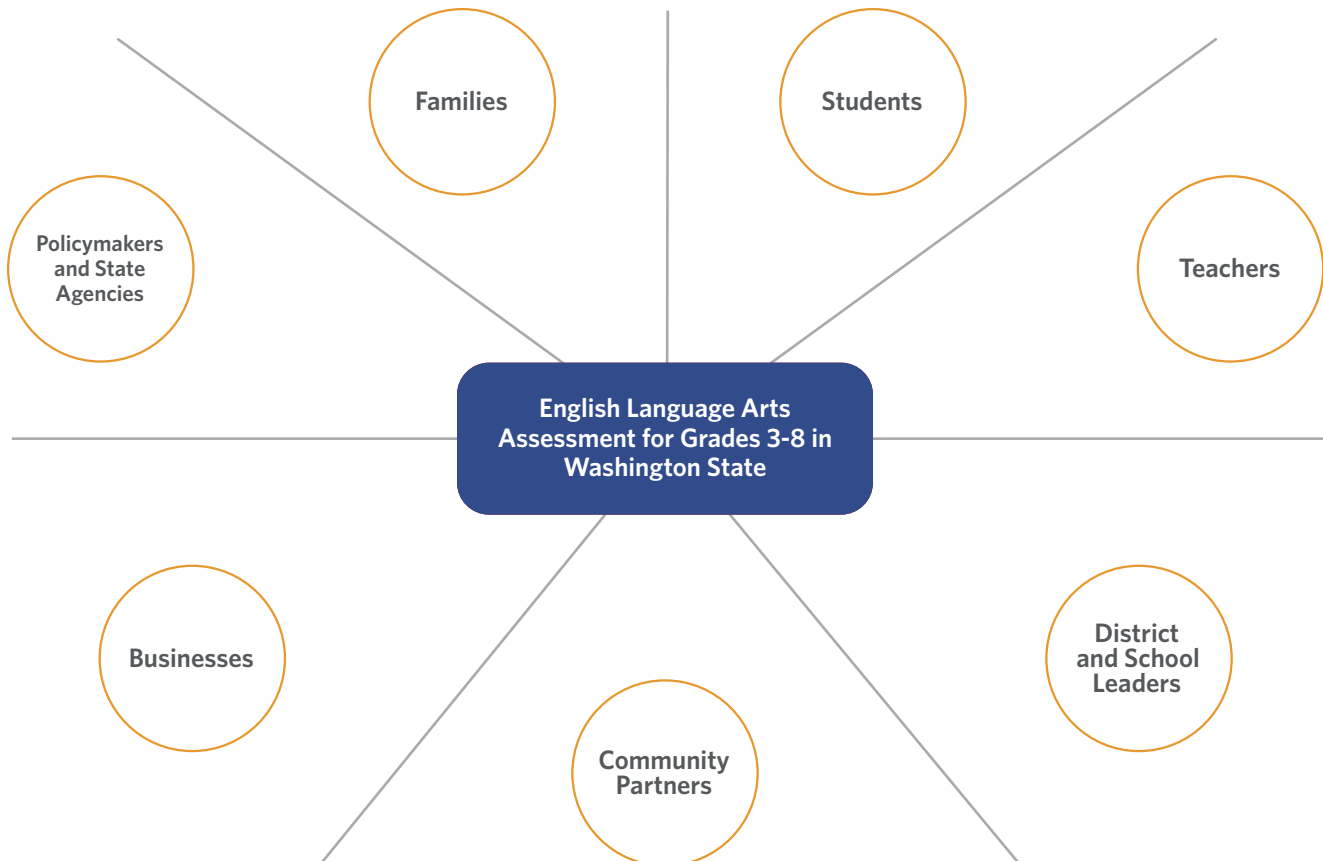 Families
Students
Policymakers
and State
Agencies
Teachers
English Language Arts
Assessment for Grades 3-8 in
Washington State
Businesses
District
and School
Leaders
Community
Partners